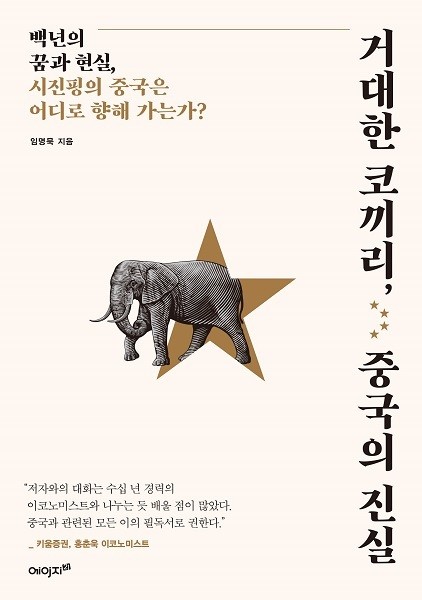 백년의
꿈과 현실,
시진핑의 중국은
어디로 향해 가는가?
임명묵 지음
거대한 코끼리, 중국의 진실
"저자와의 대화는 수십 년 경력의
이코노미스트와 나누는 듯 배울 점이 많았다.
중국과 관련된 모든 이의 필독서로 권한다."
_ 키움증권, 홍춘욱 이코노미스트
에이지21